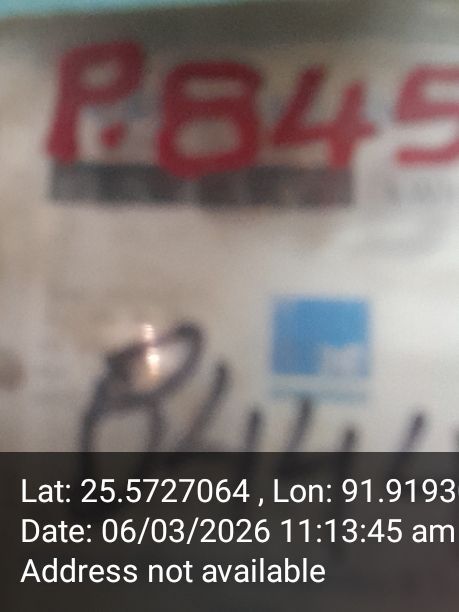 P.845
Lat: 25.5727064 , Lon: 91.9193
Date: 06/03/2026 11:13:45 am
Address not available